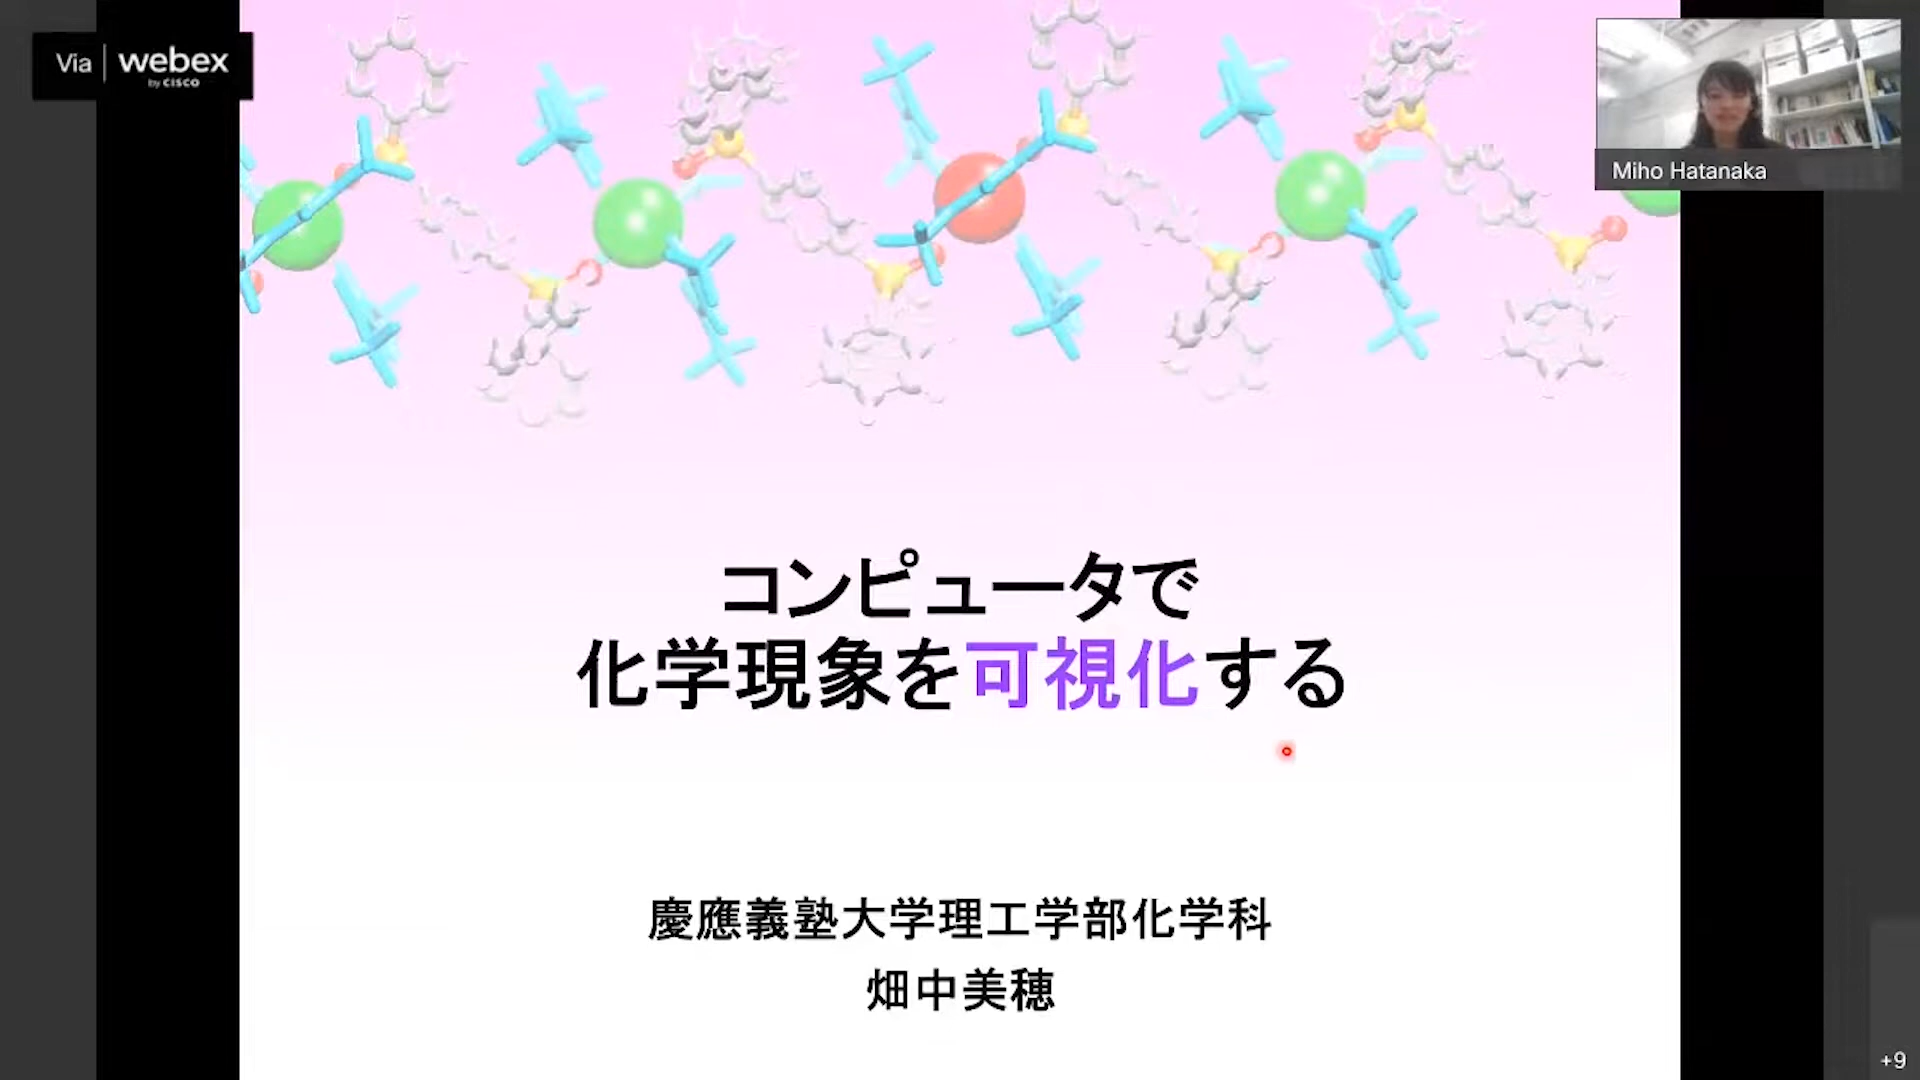 Via webex
by CISCO
Miho Hatanaka
コンピュータで
化学現象を可視化する
慶應義塾大学理工学部化学科
畑中美穂
+9